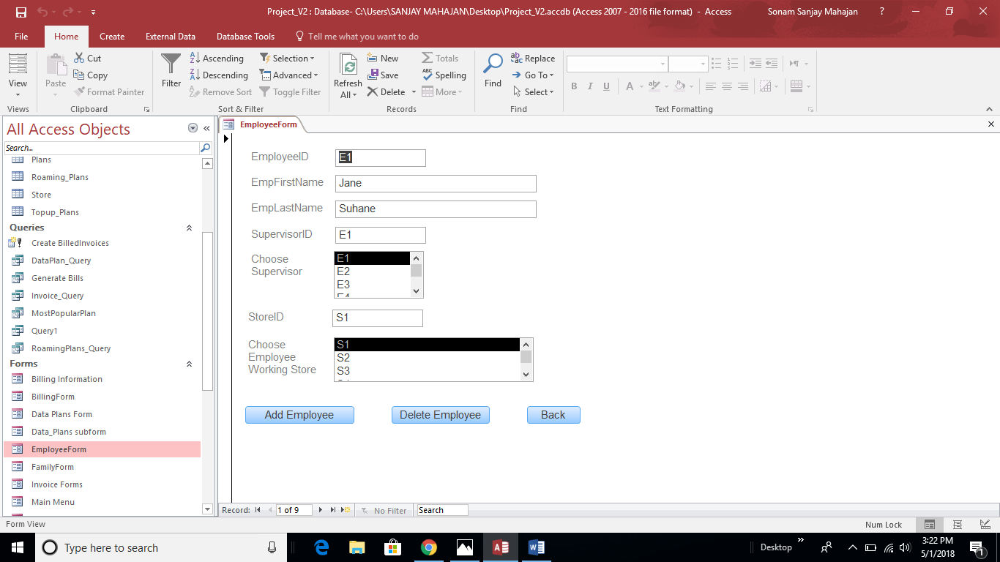 Project_V2 : Database- C:\Users\SANJAY MAHAJAN\Desktop\Project_V2.accdb (Access 2007 - 2016 file format) - Access
Sonam Sanjay Mahajan
?
File
Home
Create
External Data
Database Tools
Tell me what you want to do
View
Views
Paste
Cut
Copy
Format Painter
Clipboard
Filter
Ascending
Descending
Remove Sort
Selection
Advanced
Toggle Filter
Sort & Filter
Refresh
All
New
Save
Delete
Totals
Spelling
More
Records
Find
Replace
Go To
Select
Find
B I U A
Text Formatting
All Access Objects
Search...
Plans
Roaming_Plans
Store
Topup_Plans
Queries
Create BilledInvoices
DataPlan_Query
Generate Bills
Invoice_Query
MostPopularPlan
Query1
RoamingPlans_Query
Forms
Billing Information
BillingForm
Data Plans Form
Data_Plans subform
EmployeeForm
FamilyForm
Invoice Forms
Main Menu
EmployeeForm
EmployeeID E1
EmpFirstName Jane
EmpLastName Suhane
SupervisorID E1
Choose
Supervisor
E1
E2
E3
E4
StoreID S1
Choose
Employee
Working Store
S1
S2
S3
Add Employee Delete Employee Back
Record: 1 of 9 No Filter Search
Form View
Num Lock
Type here to search
Desktop
3:22 PM
5/1/2018
1